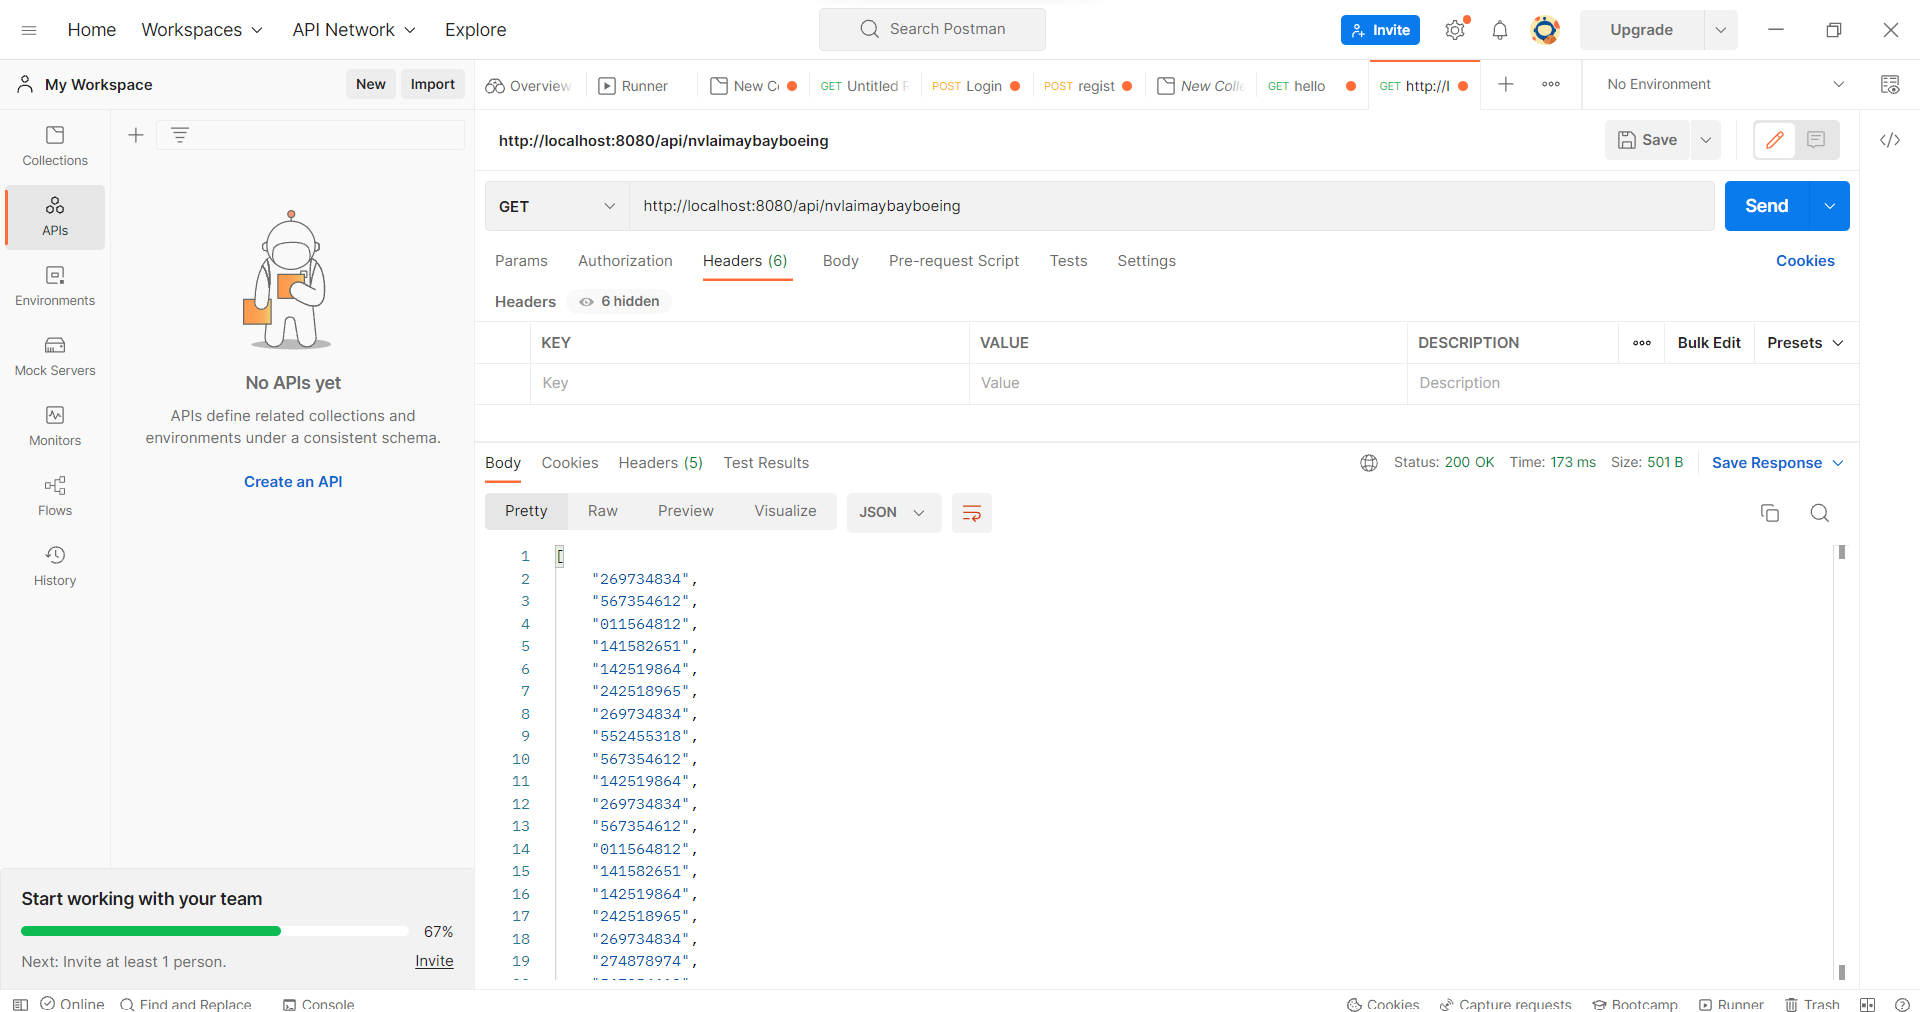 Home Workspaces API Network Explore Search Postman Invite Upgrade
My Workspace New Import
Overview Runner New Co GET Untitled R POST Login POST regist New Colle GET hello GET http://l No Environment
Collections
APIs
Environments
Mock Servers
Monitors
Flows
History
No APIs yet
APIs define related collections and
environments under a consistent schema.
Create an API
Start working with your team
67%
Next: Invite at least 1 person. Invite
http://localhost:8080/api/nvlaimaybayboeing Save
GET http://localhost:8080/api/nvlaimaybayboeing Send
Params Authorization Headers (6) Body Pre-request Script Tests Settings Cookies
Headers 6 hidden
KEY VALUE DESCRIPTION Bulk Edit Presets
Key Value Description
Body Cookies Headers (5) Test Results Status: 200 OK Time: 173 ms Size: 501 B Save Response
Pretty Raw Preview Visualize JSON
1 [
2 "269734834",
3 "567354612",
4 "011564812",
5 "141582651",
6 "142519864",
7 "242518965",
8 "269734834",
9 "552455318",
10 "567354612",
11 "142519864",
12 "269734834",
13 "567354612",
14 "011564812",
15 "141582651",
16 "142519864",
17 "242518965",
18 "269734834",
19 "274878974",
Online Find and Replace Console Cookies Capture requests Bootcamp Runner Trash